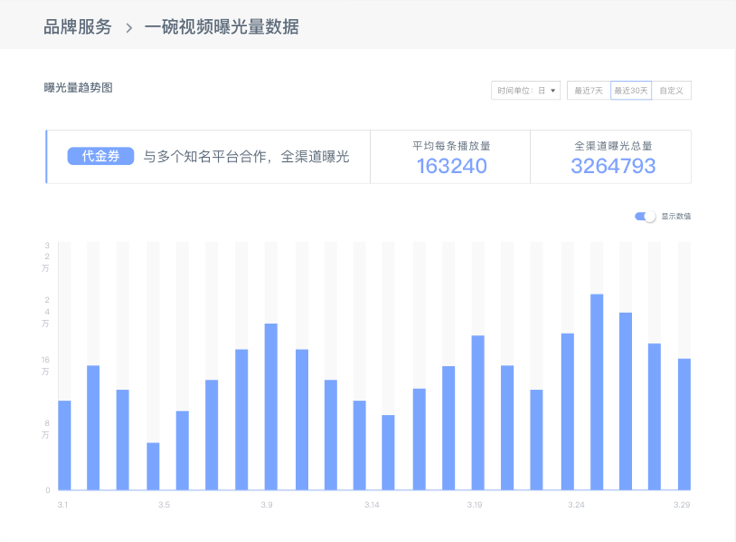 品牌服务 > 一碗视频曝光量数据
曝光量趋势图
时间单位：日 ▾ 最近7天 最近30天 自定义
代金券 与多个知名平台合作，全渠道曝光
平均每条播放量
163240
全渠道曝光总量
3264793
显示数值
32万
24万
16万
8万
0
3.1 3.5 3.9 3.14 3.19 3.24 3.29